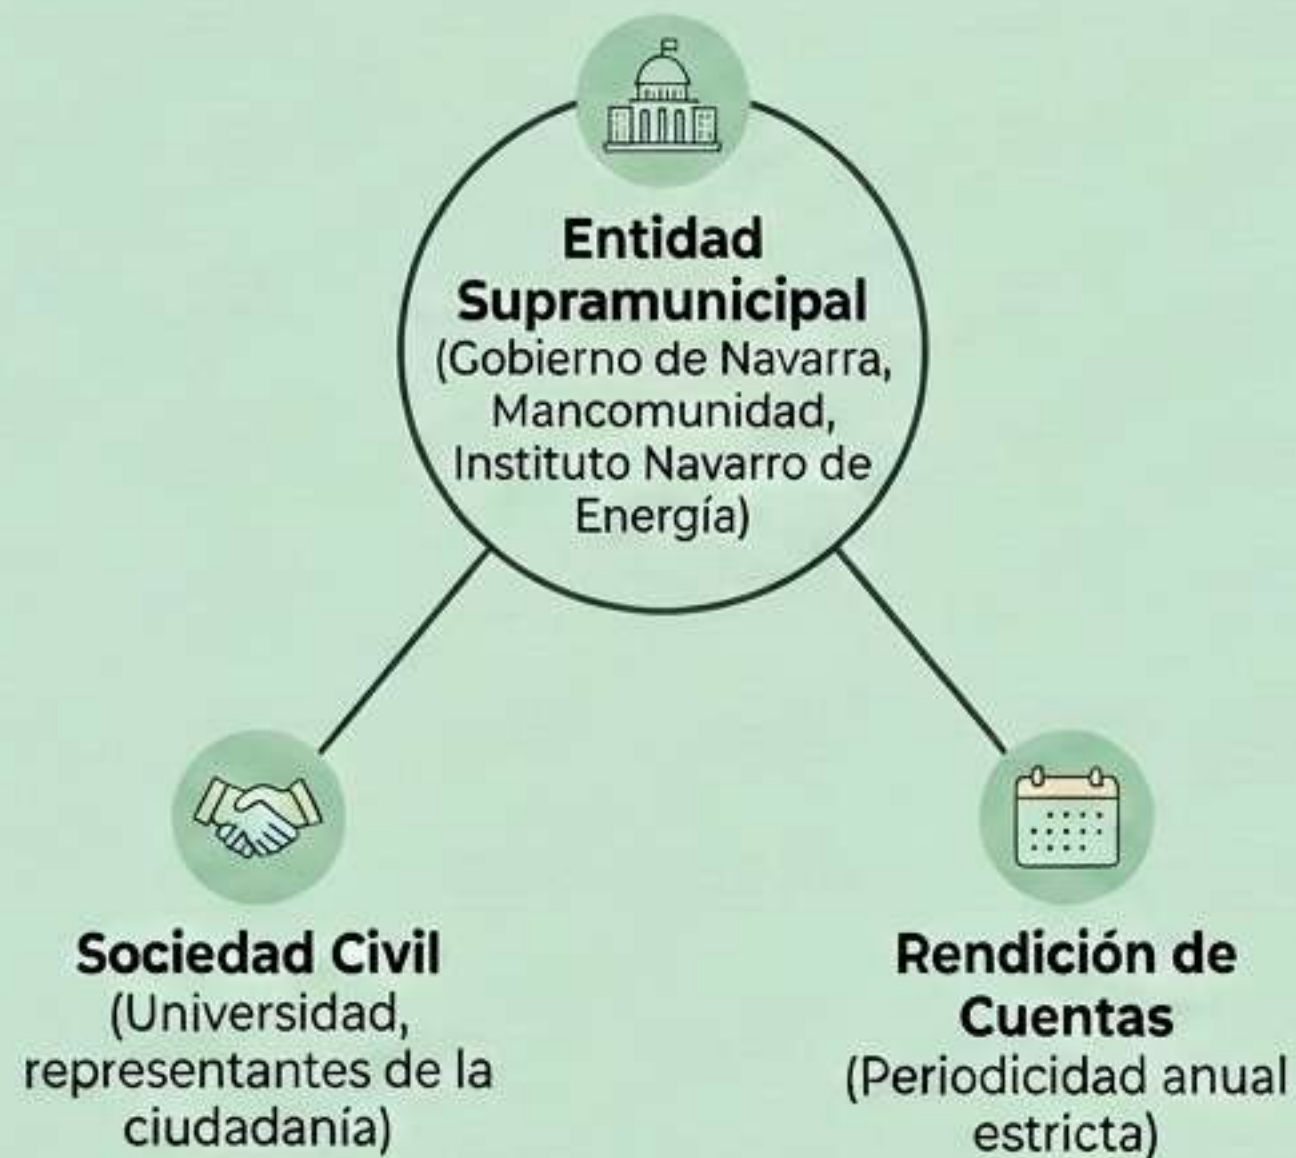 Entidad
Supramunicipal
(Gobierno de Navarra,
Mancomunidad,
Instituto Navarro de
Energía)
Sociedad Civil
(Universidad,
representantes de la
ciudadanía)
Rendición de
Cuentas
(Periodicidad anual
estricta)